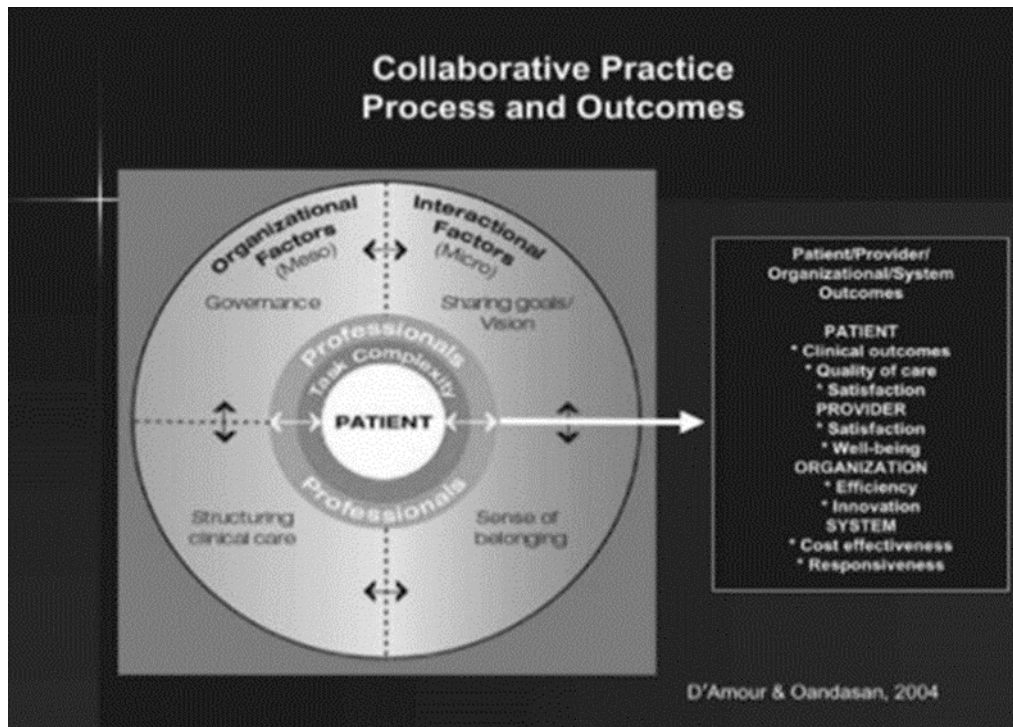 Collaborative Practice
Process and Outcomes
Organizational
Factors
(Meso)
Interactional
Factors
(Micro)
Governance
Sharing goals/
Vision
Professionals
Task Complexity
PATIENT
Professionals
Structuring
clinical care
Sense of
belonging
Patient/Provider/
Organizational/System
Outcomes
PATIENT
* Clinical outcomes
* Quality of care
* Satisfaction
PROVIDER
* Satisfaction
* Well-being
ORGANIZATION
* Efficiency
* Innovation
SYSTEM
* Cost effectiveness
* Responsiveness
D'Amour & Oandasan, 2004